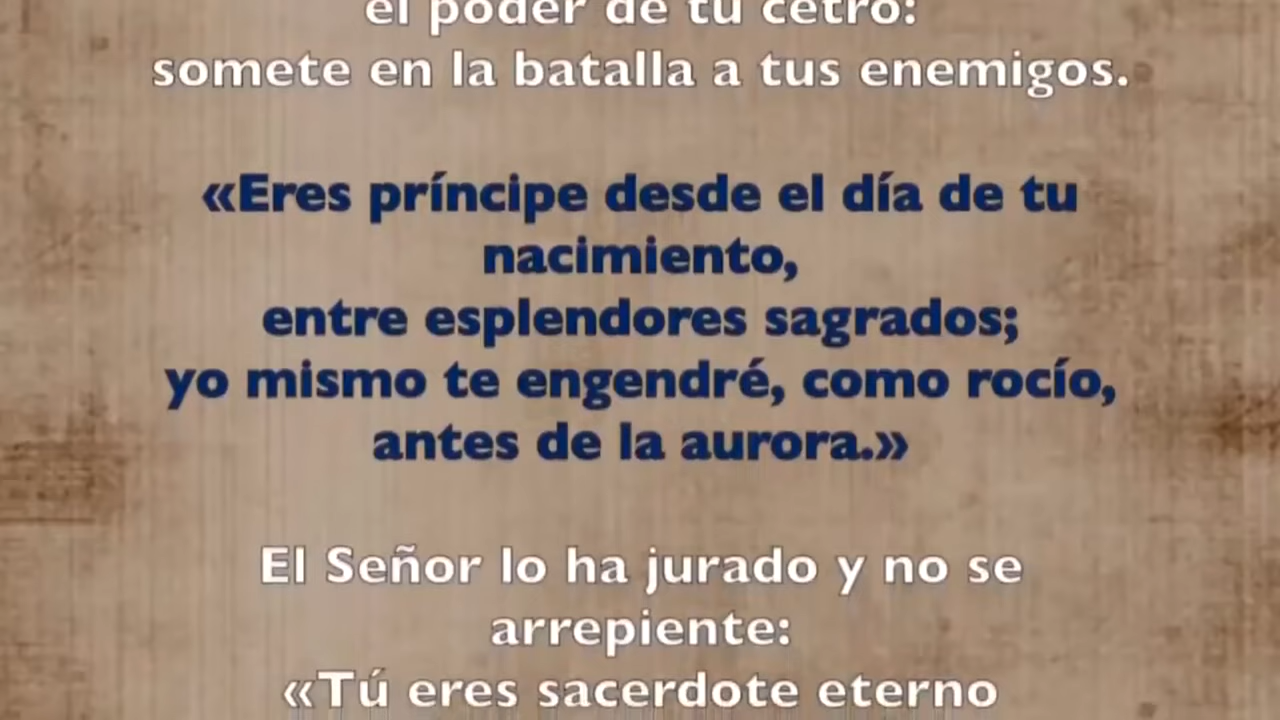 el poder de tu cetro:
somete en la batalla a tus enemigos.
«Eres príncipe desde el día de tu
nacimiento,
entre esplendores sagrados;
yo mismo te engendré, como rocío,
antes de la aurora.»
El Señor lo ha jurado y no se
arrepiente:
«Tú eres sacerdote eterno